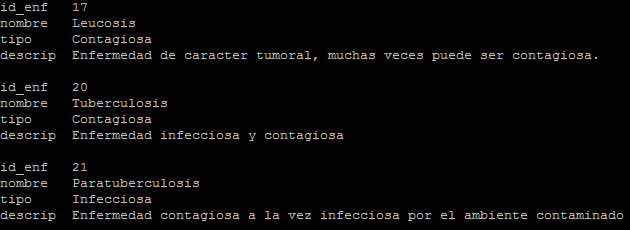 id_enf 17
nombre Leucosis
tipo Contagiosa
descrip Enfermedad de caracter tumoral, muchas veces puede ser contagiosa.
id_enf 20
nombre Tuberculosis
tipo Contagiosa
descrip Enfermedad infecciosa y contagiosa
id_enf 21
nombre Paratuberculosis
tipo Infecciosa
descrip Enfermedad contagiosa a la vez infecciosa por el ambiente contaminado